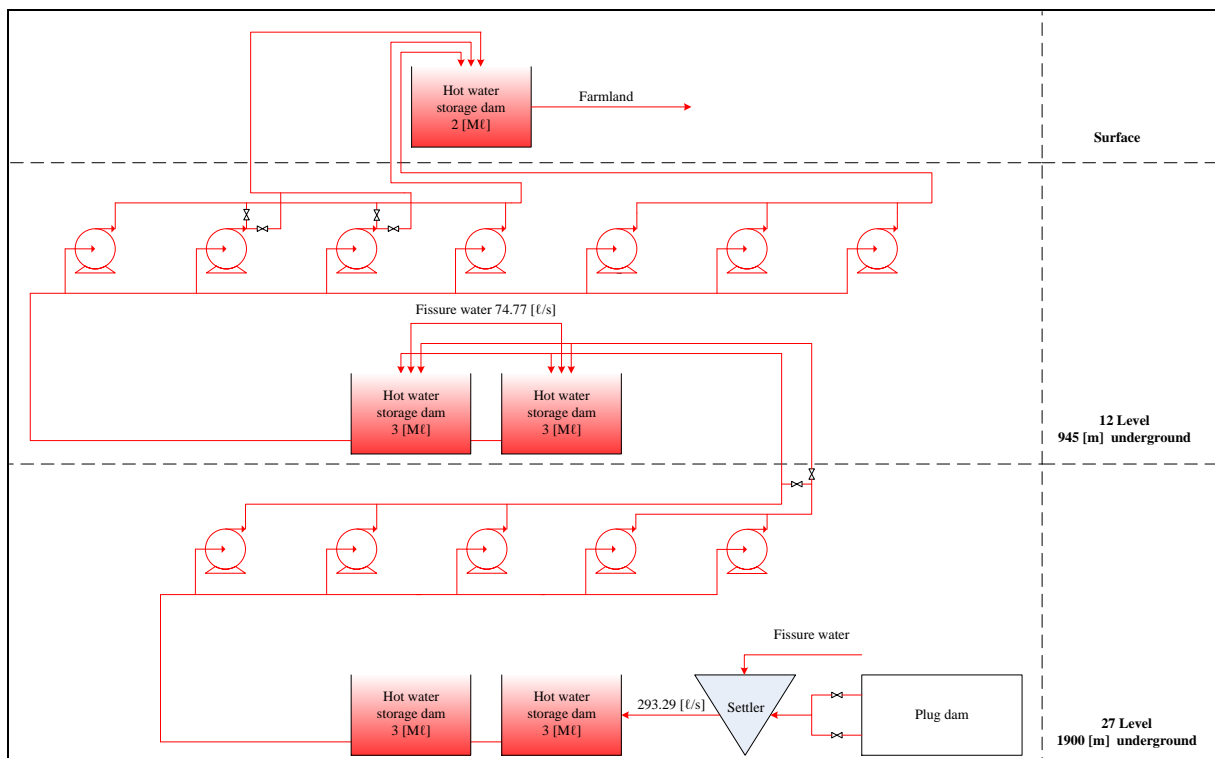 Hot water
storage dam
2 [Mℓ]
Farmland
Surface
Fissure water 74.77 [ℓ/s]
Hot water
storage dam
3 [Mℓ]
Hot water
storage dam
3 [Mℓ]
12 Level
945 [m] underground
Fissure water
Hot water
storage dam
3 [Mℓ]
Hot water
storage dam
3 [Mℓ]
293.29 [ℓ/s]
Settler
Plug dam
27 Level
1900 [m] underground